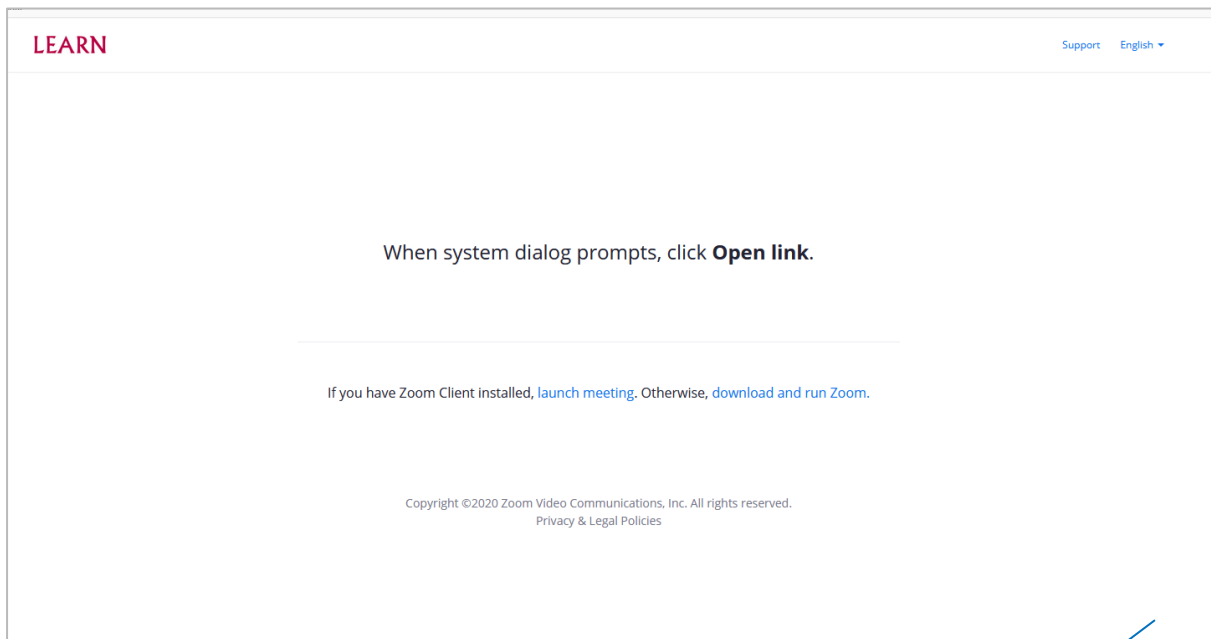 LEARN
Support English
When system dialog prompts, click Open link.
If you have Zoom Client installed, launch meeting. Otherwise, download and run Zoom.
Copyright ©2020 Zoom Video Communications, Inc. All rights reserved.
Privacy & Legal Policies